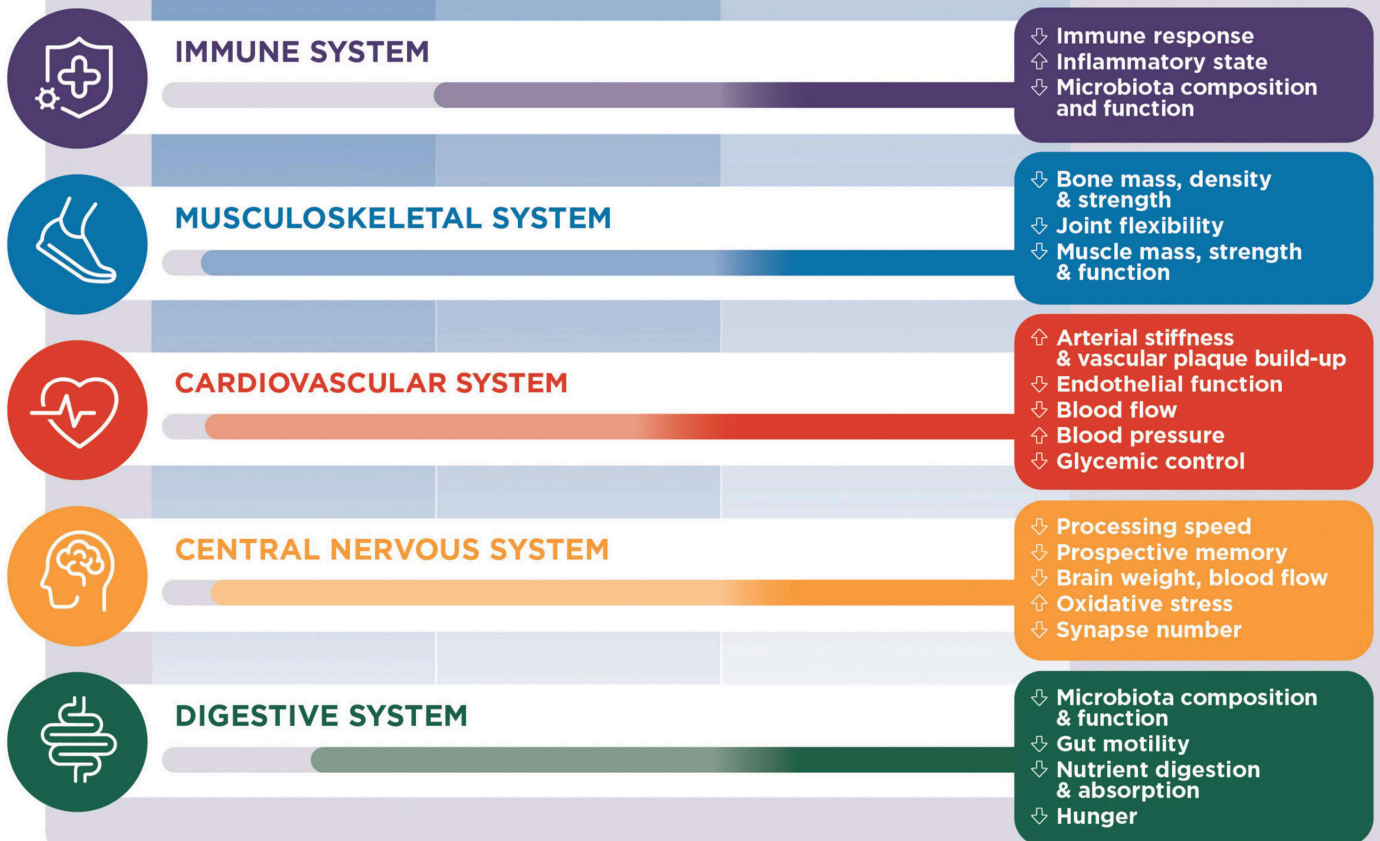 IMMUNE SYSTEM
⇩ Immune response
⇧ Inflammatory state
⇩ Microbiota composition
and function
MUSCULOSKELETAL SYSTEM
⇩ Bone mass, density
& strength
⇩ Joint flexibility
⇩ Muscle mass, strength
& function
CARDIOVASCULAR SYSTEM
⇧ Arterial stiffness
& vascular plaque build-up
⇩ Endothelial function
⇩ Blood flow
⇧ Blood pressure
⇩ Glycemic control
CENTRAL NERVOUS SYSTEM
⇩ Processing speed
⇩ Prospective memory
⇩ Brain weight, blood flow
⇧ Oxidative stress
⇩ Synapse number
DIGESTIVE SYSTEM
⇩ Microbiota composition
& function
⇩ Gut motility
⇩ Nutrient digestion
& absorption
⇩ Hunger